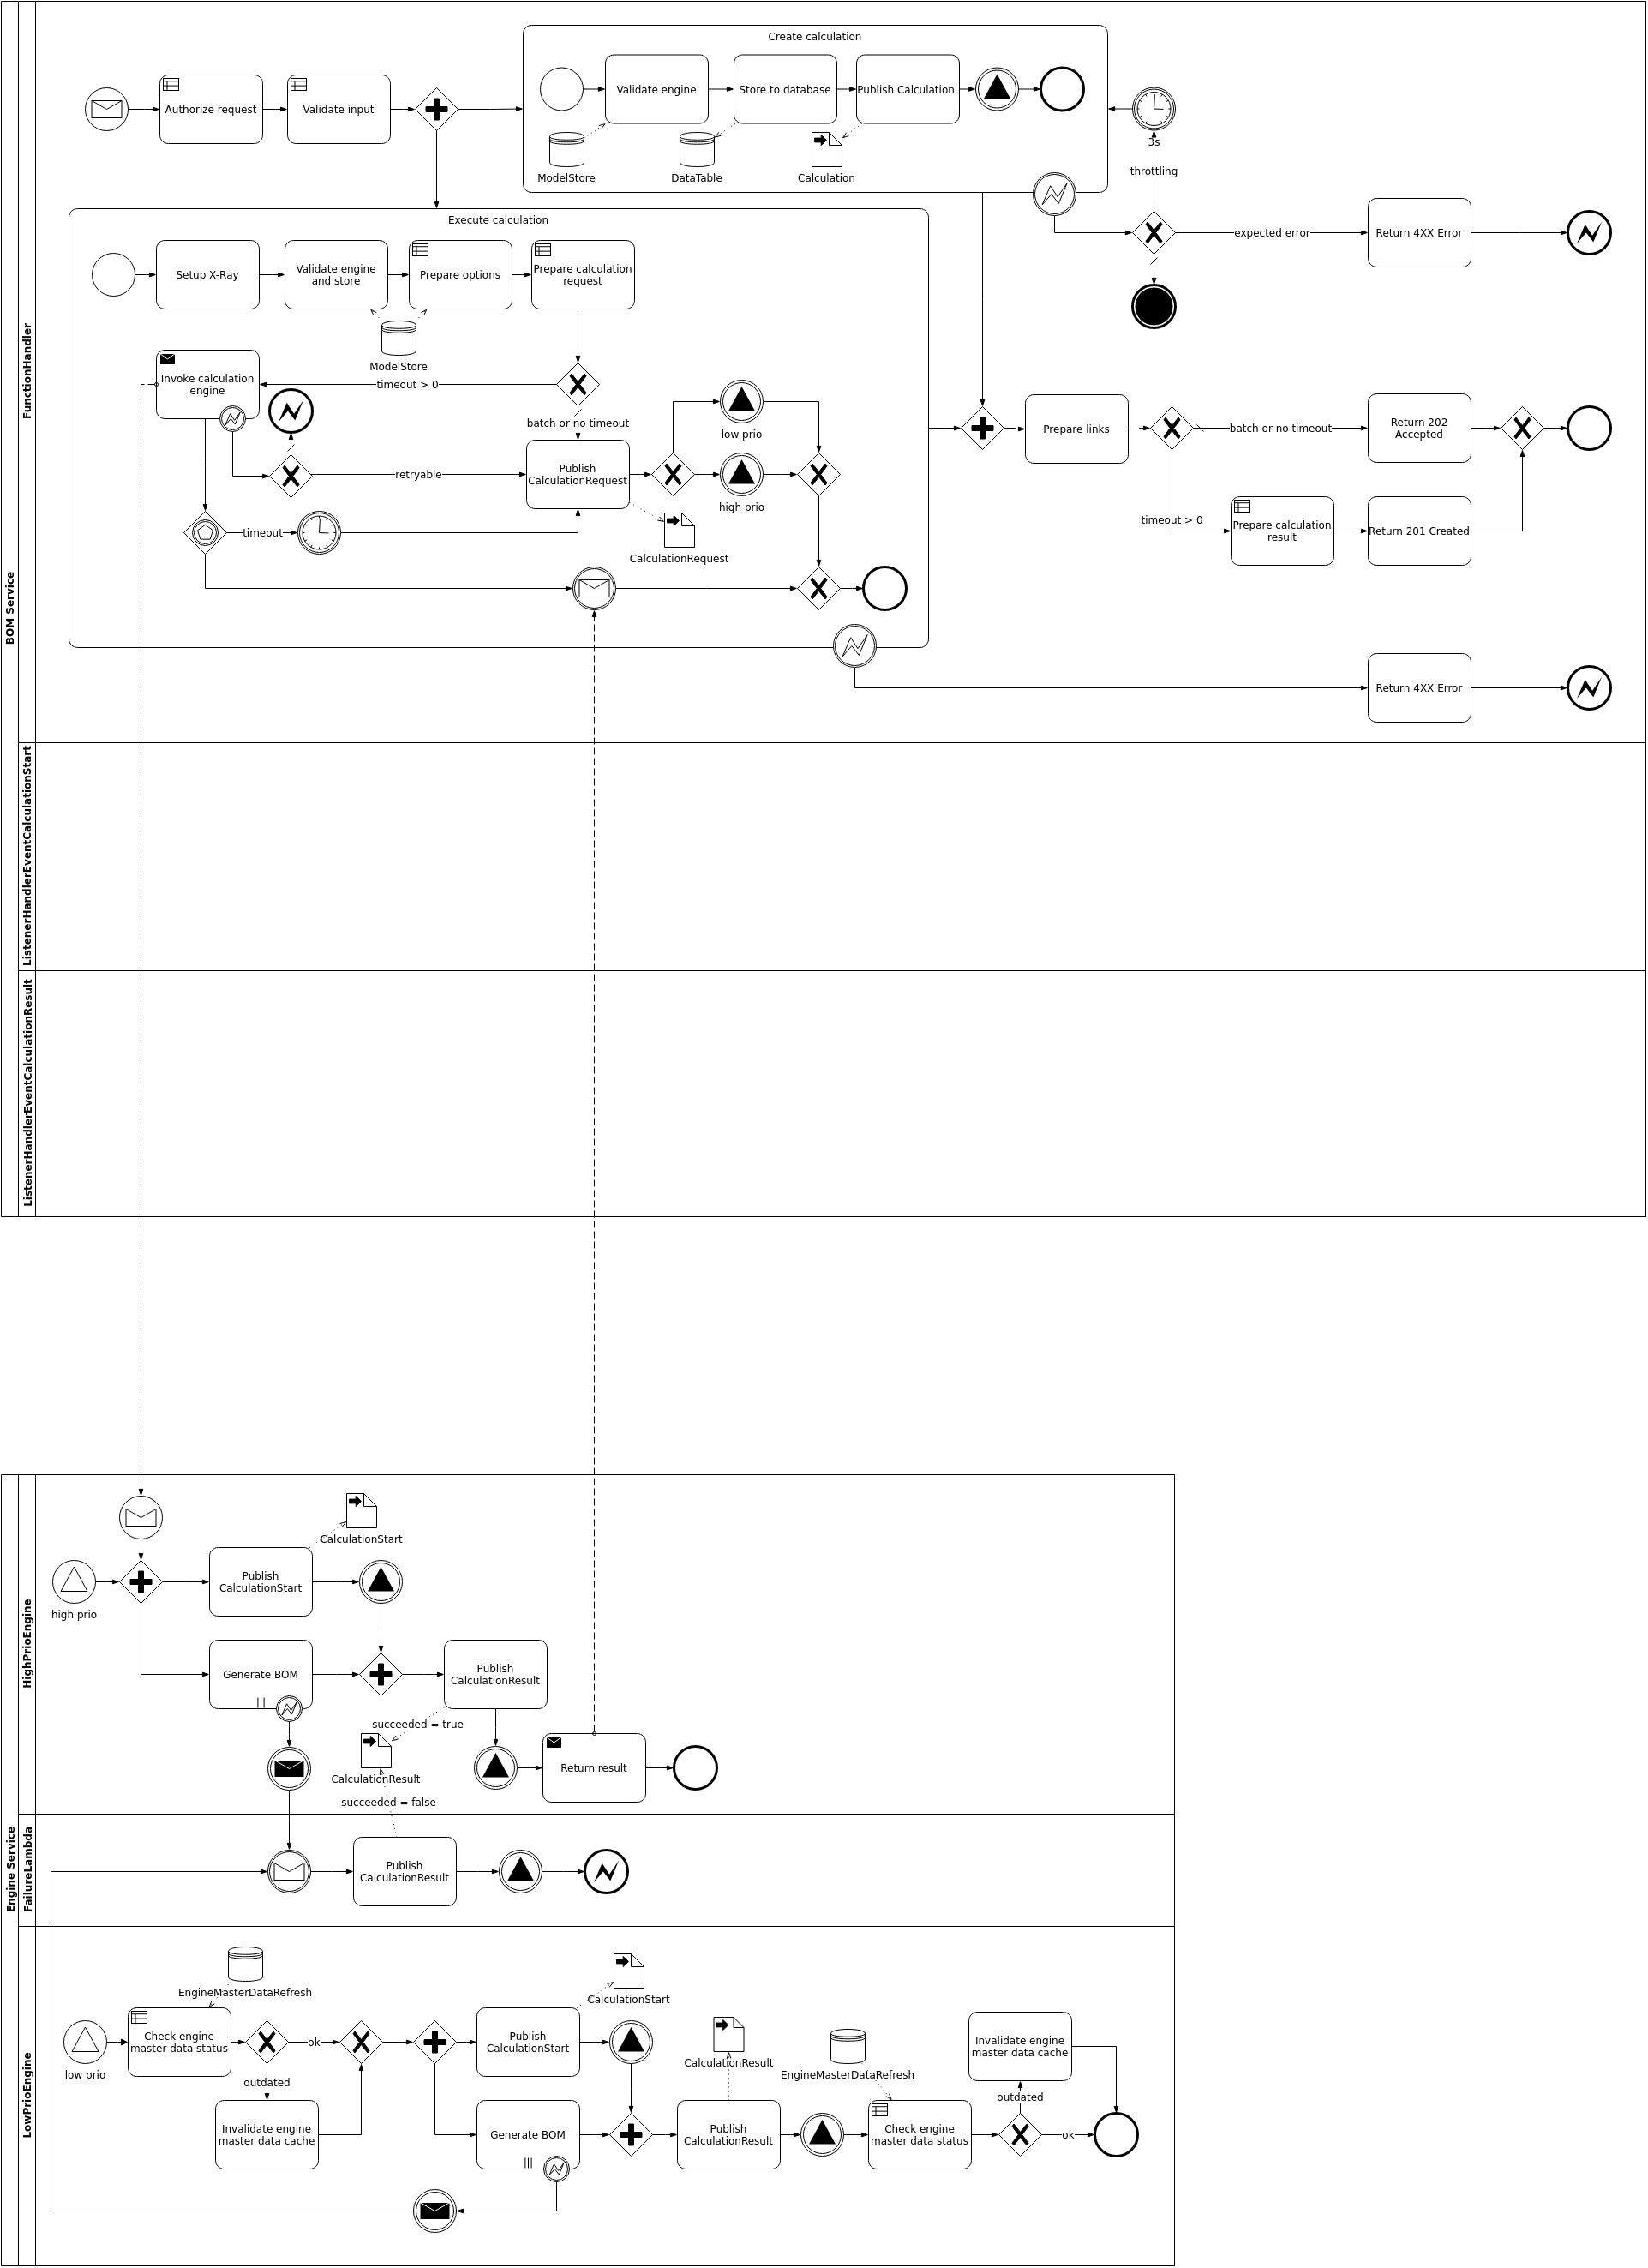 BOM Service
FunctionHandler
Create calculation
Authorize request
Validate input
Validate engine
Store to database
Publish Calculation
ModelStore
DataTable
Calculation
3s
throttling
expected error
Return 4XX Error
Execute calculation
Setup X-Ray
Validate engine
and store
Prepare options
Prepare calculation
request
ModelStore
Invoke calculation
engine
timeout > 0
batch or no timeout
low prio
Publish
CalculationRequest
retryable
high prio
timeout
CalculationRequest
Prepare links
batch or no timeout
Return 202
Accepted
timeout > 0
Prepare calculation
result
Return 201 Created
Return 4XX Error
ListenerHandlerEventCalculationStart
ListenerHandlerEventCalculationResult
Engine Service
HighPrioEngine
CalculationStart
Publish
CalculationStart
high prio
Generate BOM
Publish
CalculationResult
succeeded = true
Return result
CalculationResult
succeeded = false
FailureLambda
Publish
CalculationResult
LowPrioEngine
EngineMasterDataRefresh
CalculationStart
Check engine
master data status
ok
Publish
CalculationStart
low prio
outdated
Invalidate engine
master data cache
Generate BOM
CalculationResult
Publish
CalculationResult
EngineMasterDataRefresh
Check engine
master data status
Invalidate engine
master data cache
outdated
ok